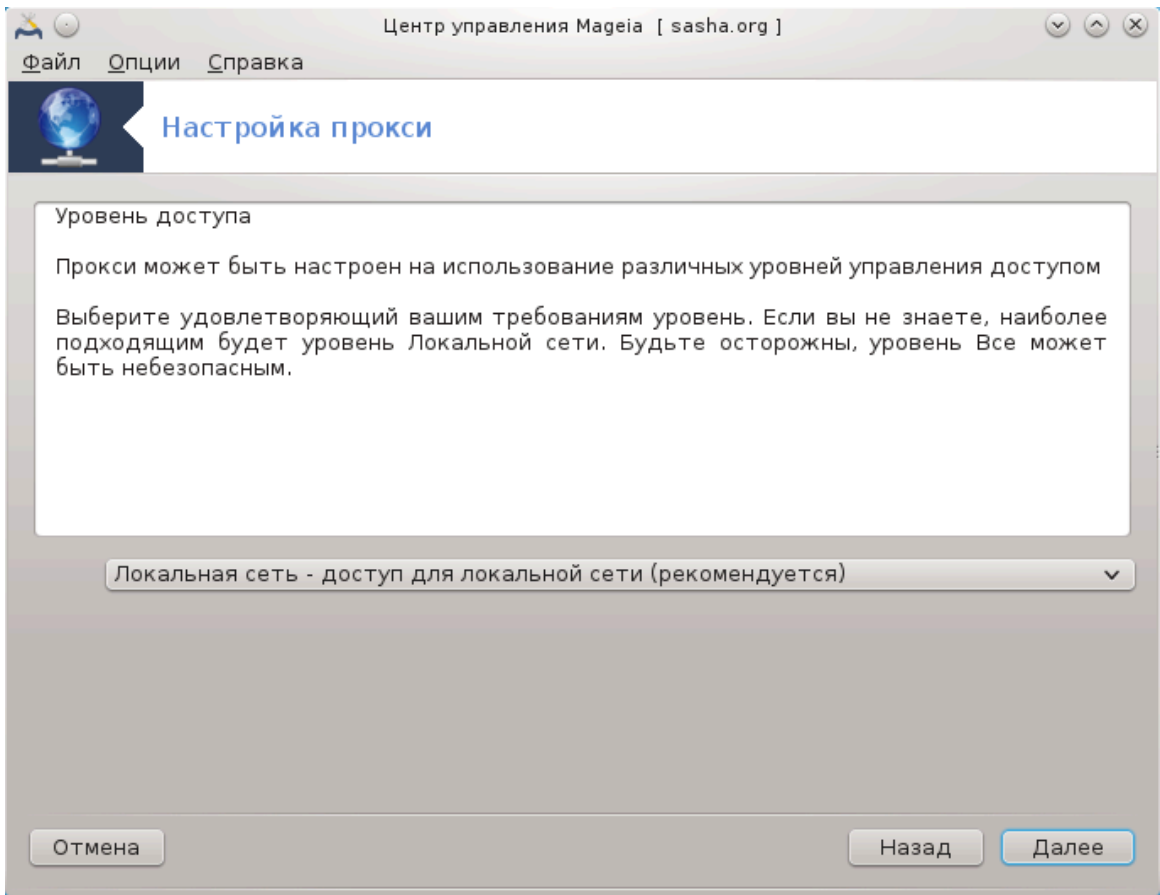 Центр управления Mageia [ sasha.org ]
Файл Опции Справка
Настройка прокси
Уровень доступа
Прокси может быть настроен на использование различных уровней управления доступом
Выберите удовлетворяющий вашим требованиям уровень. Если вы не знаете, наиболее
подходящим будет уровень Локальной сети. Будьте осторожны, уровень Все может
быть небезопасным.
Локальная сеть - доступ для локальной сети (рекомендуется)
Отмена Назад Далее